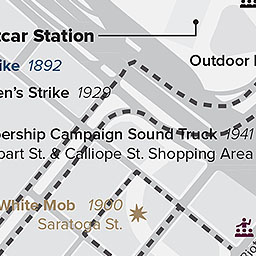 tcar Station
Outdoor
ike 1892
en's Strike 1929
bership Campaign Sound Truck 1941
part St. & Calliope St. Shopping Area
White Mob 1900
Saratoga St.